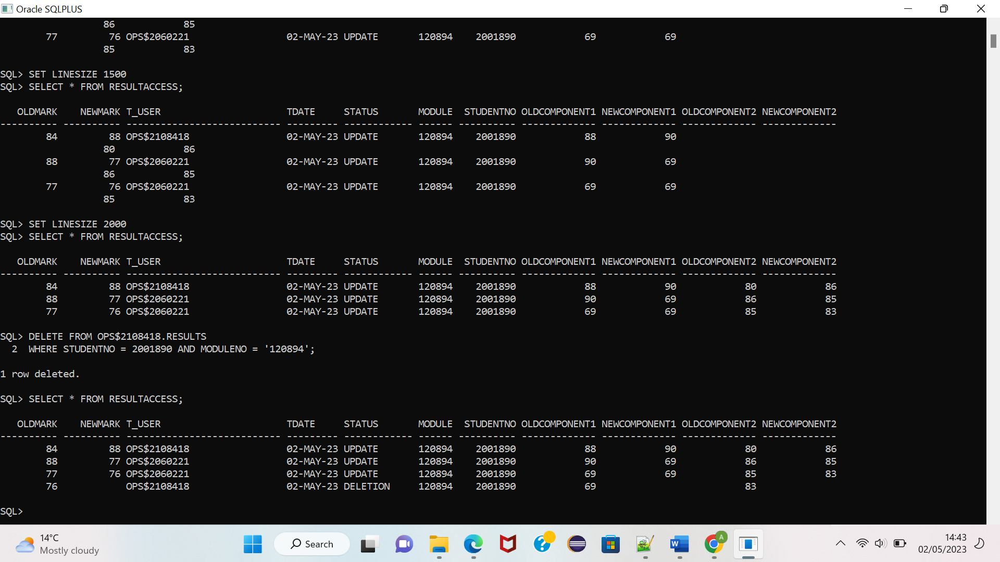 Oracle SQLPLUS
86 85
77 76 OPS$2060221 02-MAY-23 UPDATE 120894 2001890 69 69
85 83
SQL> SET LINESIZE 1500
SQL> SELECT * FROM RESULTACCESS;
OLDMARK NEWMARK T_USER TDATE STATUS MODULE STUDENTNO OLDCOMPONENT1 NEWCOMPONENT1 OLDCOMPONENT2 NEWCOMPONENT2
---------- ---------- --------------------------- --------- ------------ ------ ---------- ------------- ------------- ------------- -------------
84 88 OPS$2108418 02-MAY-23 UPDATE 120894 2001890 88 90
80 86
88 77 OPS$2060221 02-MAY-23 UPDATE 120894 2001890 90 69
86 85
77 76 OPS$2060221 02-MAY-23 UPDATE 120894 2001890 69 69
85 83
SQL> SET LINESIZE 2000
SQL> SELECT * FROM RESULTACCESS;
OLDMARK NEWMARK T_USER TDATE STATUS MODULE STUDENTNO OLDCOMPONENT1 NEWCOMPONENT1 OLDCOMPONENT2 NEWCOMPONENT2
---------- ---------- --------------------------- --------- ------------ ------ ---------- ------------- ------------- ------------- -------------
84 88 OPS$2108418 02-MAY-23 UPDATE 120894 2001890 88 90 80 86
88 77 OPS$2060221 02-MAY-23 UPDATE 120894 2001890 90 69 86 85
77 76 OPS$2060221 02-MAY-23 UPDATE 120894 2001890 69 69 85 83
SQL> DELETE FROM OPS$2108418.RESULTS
2 WHERE STUDENTNO = 2001890 AND MODULENO = '120894';
1 row deleted.
SQL> SELECT * FROM RESULTACCESS;
OLDMARK NEWMARK T_USER TDATE STATUS MODULE STUDENTNO OLDCOMPONENT1 NEWCOMPONENT1 OLDCOMPONENT2 NEWCOMPONENT2
---------- ---------- --------------------------- --------- ------------ ------ ---------- ------------- ------------- ------------- -------------
84 88 OPS$2108418 02-MAY-23 UPDATE 120894 2001890 88 90 80 86
88 77 OPS$2060221 02-MAY-23 UPDATE 120894 2001890 90 69 86 85
77 76 OPS$2060221 02-MAY-23 UPDATE 120894 2001890 69 69 85 83
76 OPS$2108418 02-MAY-23 DELETION 120894 2001890 69 83
SQL>
14°C
Mostly cloudy
Search
W
A
14:43
02/05/2023